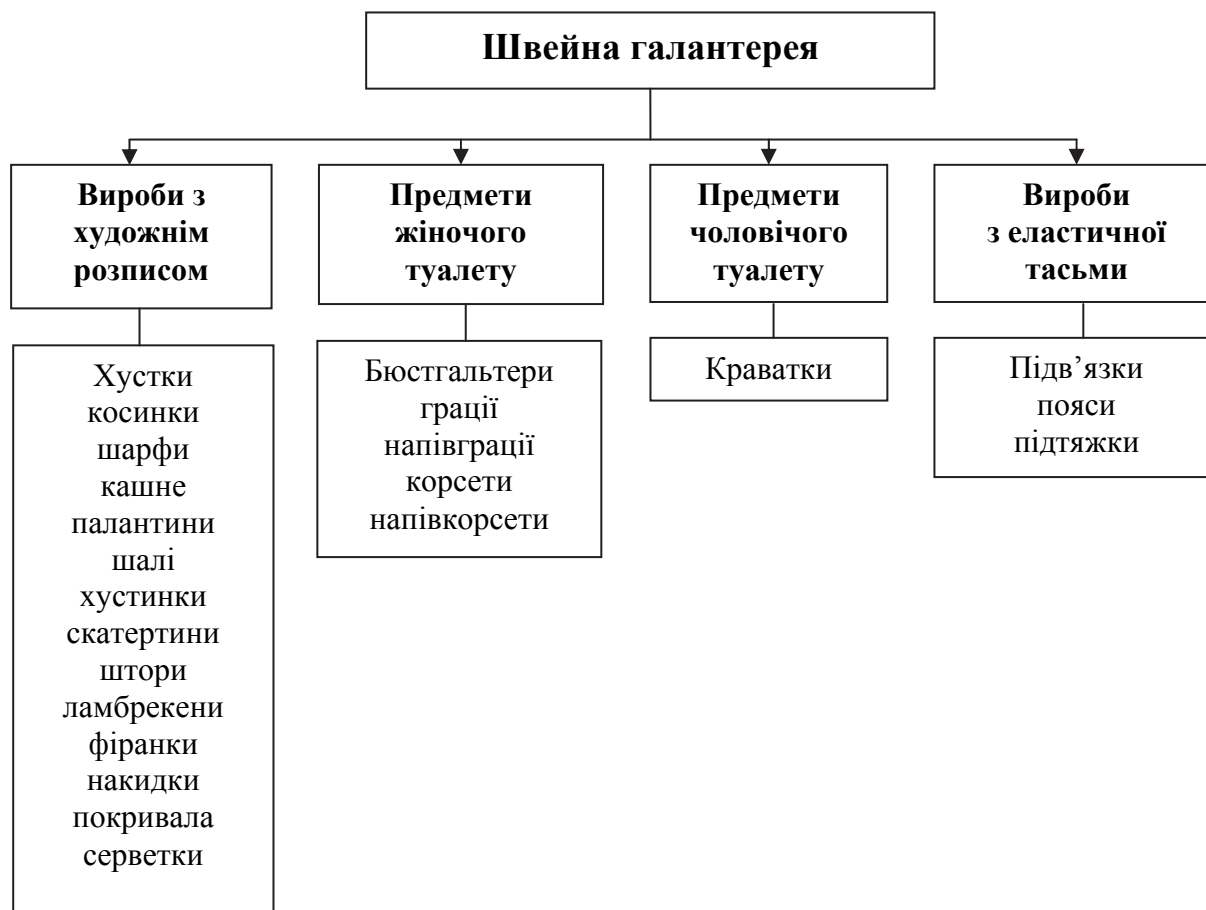 Швейна галантерея
Вироби з
художнім
розписом
Предмети
жіночого
туалету
Предмети
чоловічого
туалету
Вироби
з еластичної
тасьми
Хустки
косинки
шарфи
кашне
палантини
шалі
хустинки
скатертини
штори
ламбрекени
фіранки
накидки
покривала
серветки
Бюстгальтери
грації
напівграції
корсети
напівкорсети
Краватки
Підв’язки
пояси
підтяжки